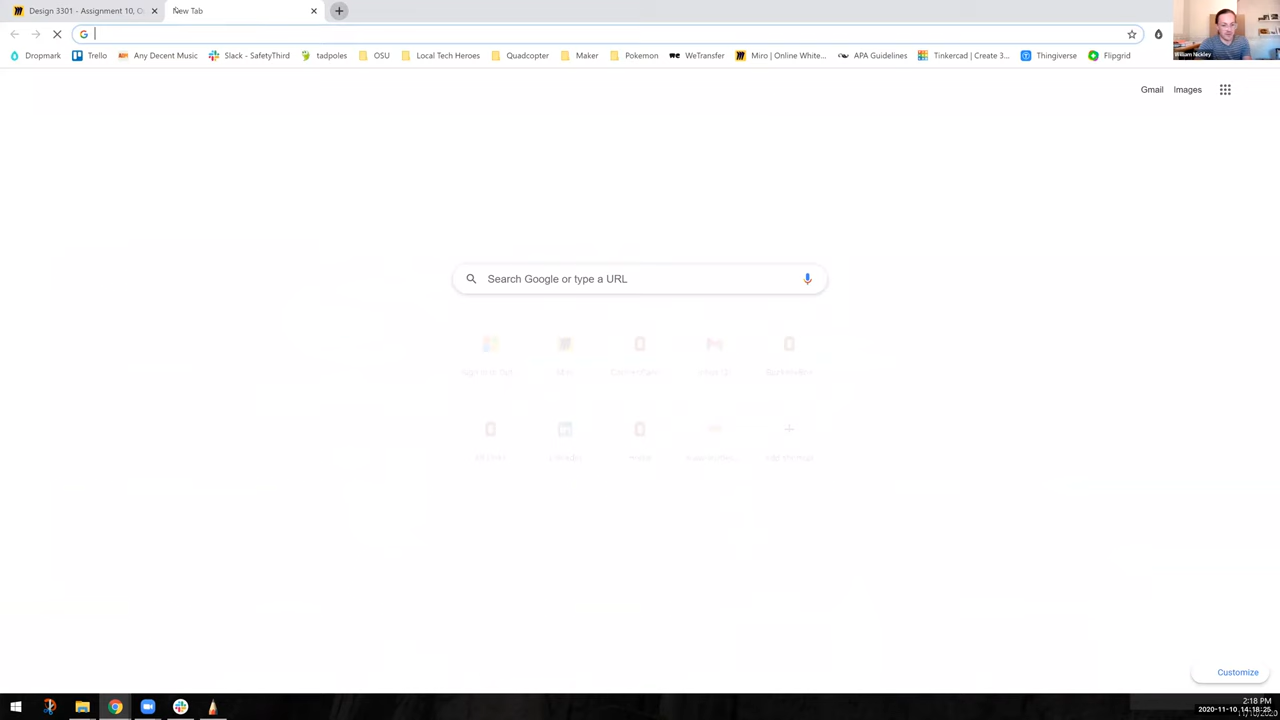 Design 3301 - Assignment 10, O
New Tab
Dropmark
Trello
Any Decent Music
Slack - SafetyThird
tadpoles
OSU
Local Tech Heroes
Quadcopter
Maker
Pokemon
WeTransfer
Miro | Online White...
APA Guidelines
Tinkercad | Create 3...
Thingiverse
Flipgrid
William Nickley
Gmail
Images
Search Google or type a URL
Customize
2:18 PM
2020-11-10 14:18:25